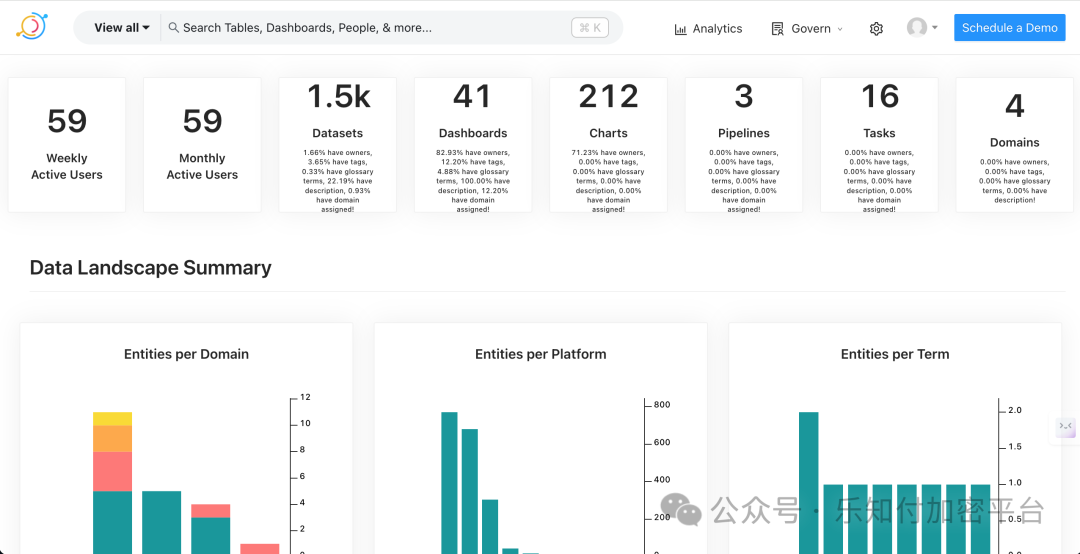 View all
Search Tables, Dashboards, People, & more...
⌘ K
Analytics
Govern
Schedule a Demo
59
Weekly
Active Users
59
Monthly
Active Users
1.5k
Datasets
1.66% have owners,
3.65% have tags,
0.33% have glossary
terms, 22.19% have
description, 0.93%
have domain
assigned!
41
Dashboards
82.93% have owners,
12.20% have tags,
4.88% have glossary
terms, 100.00% have
description, 12.20%
have domain
assigned!
212
Charts
71.23% have owners,
0.00% have tags,
0.00% have glossary
terms, 0.00% have
description, 0.00%
have domain
assigned!
3
Pipelines
0.00% have owners,
0.00% have tags,
0.00% have glossary
terms, 0.00% have
description, 0.00%
have domain
assigned!
16
Tasks
0.00% have owners,
0.00% have tags,
0.00% have glossary
terms, 0.00% have
description, 0.00%
have domain
assigned!
4
Domains
0.00% have owners,
0.00% have tags,
0.00% have glossary
terms, 0.00% have
description!
Data Landscape Summary
Entities per Domain
12
10
8
6
4
2
Entities per Platform
800
600
400
200
Entities per Term
2.0
1.5
1.0
0.5
公众号 · 乐知付加密平台